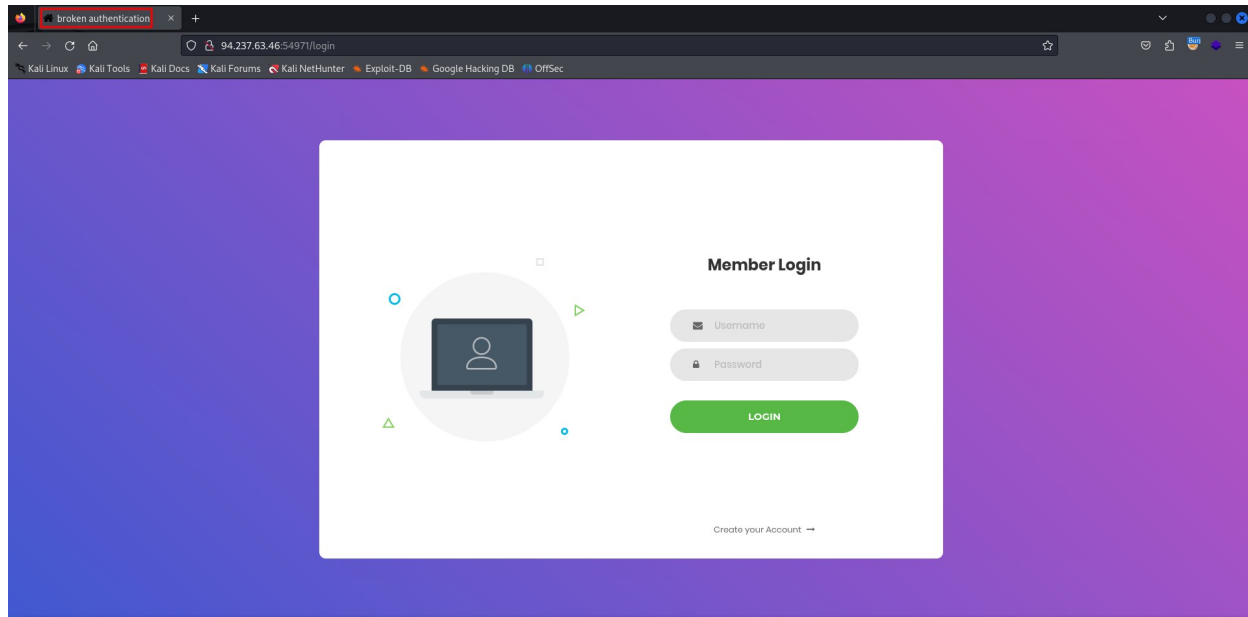 broken authentication
94.237.63.46:54971/login
Kali Linux Kali Tools Kali Docs Kali Forums Kali NetHunter Exploit-DB Google Hacking DB OffSec
Member Login
Username
Password
LOGIN
Create your Account